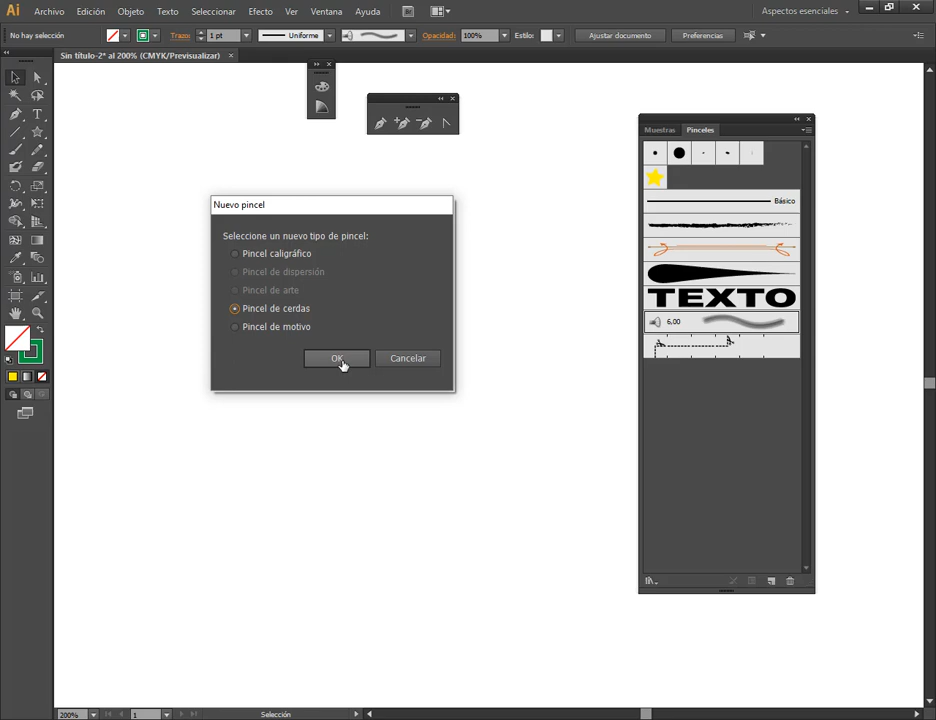 Ai Archivo Edición Objeto Texto Seleccionar Efecto Ver Ventana Ayuda Br Aspectos esenciales
No hay selección Trazo: 1 pt Uniforme Opacidad: 100% Estilo: Ajustar documento Preferencias
Sin título-2* al 200% (CMYK/Previsualizar)
Muestras Pinceles
Básico
Nuevo pincel
Seleccione un nuevo tipo de pincel:
Pincel caligráfico
Pincel de dispersión
Pincel de arte
Pincel de cerdas
Pincel de motivo
OK Cancelar
TEXTO
6,00
200% 1 Selección